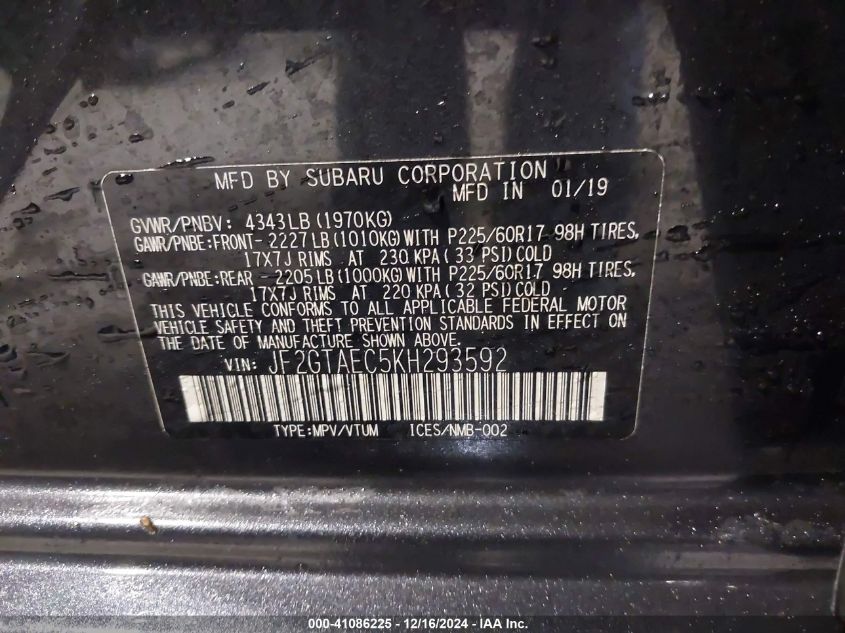 MFD BY SUBARU CORPORATION
MFD IN 01/19
GVWR/PNBV: 4343LB (1970KG)
GAWR/PNBE:FRONT- 2227LB (1010KG) WITH P225/60R17 98H TIRES,
17X7J RIMS AT 230 KPA ( 33 PSI) COLD
GAWR/PNBE:REAR - 2205LB (1000KG) WITH P225/60R17 98H TIRES,
17X7J RIMS AT 220 KPA ( 32 PSI) COLD
THIS VEHICLE CONFORMS TO ALL APPLICABLE FEDERAL MOTOR
VEHICLE SAFETY AND THEFT PREVENTION STANDARDS IN EFFECT ON
THE DATE OF MANUFACTURE SHOWN ABOVE.
VIN: JF2GTAEC5KH293592
TYPE:MPV/VTUM ICES/NMB-002
000-41086225 - 12/16/2024 - IAA Inc.